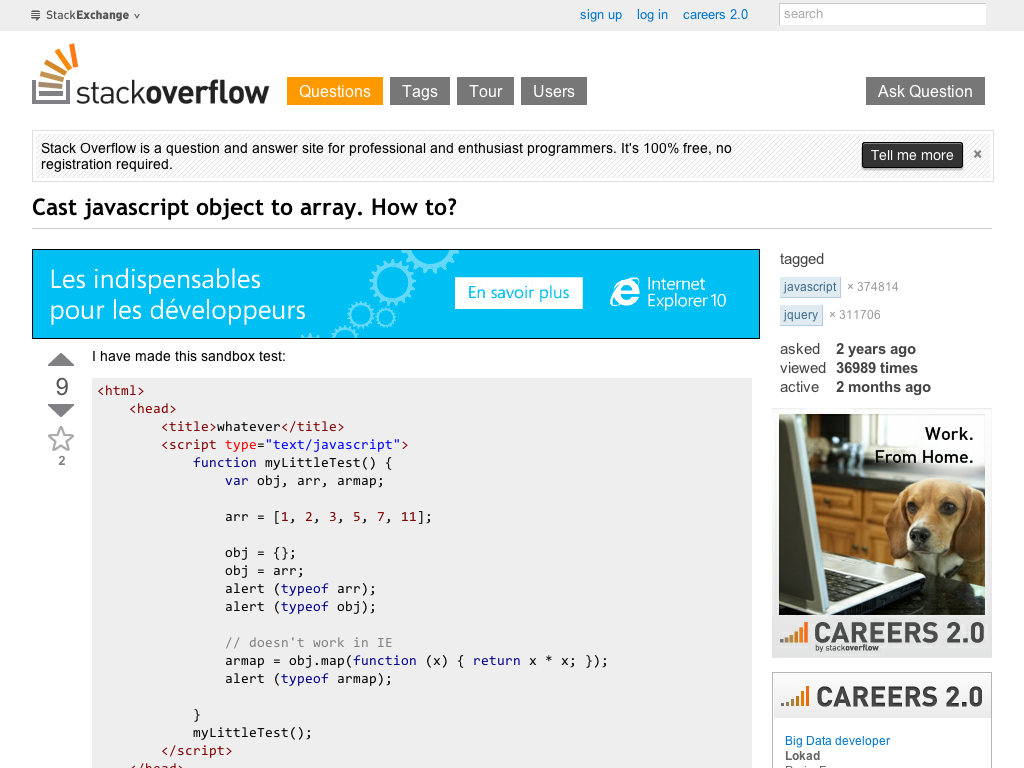 StackExchange
sign up log in careers 2.0
search
stackoverflow
Questions Tags Tour Users
Ask Question
Stack Overflow is a question and answer site for professional and enthusiast programmers. It's 100% free, no
registration required.
Tell me more ×
Cast javascript object to array. How to?
Les indispensables
pour les développeurs
En savoir plus
Internet
Explorer 10
9
2
I have made this sandbox test:
<html>
<head>
<title>whatever</title>
<script type="text/javascript">
function myLittleTest() {
var obj, arr, armap;
arr = [1, 2, 3, 5, 7, 11];
obj = {};
obj = arr;
alert (typeof arr);
alert (typeof obj);
// doesn't work in IE
armap = obj.map(function (x) { return x * x; });
alert (typeof armap);
}
myLittleTest();
</script>
</head>
tagged
javascript × 374814
jquery × 311706
asked 2 years ago
viewed 36989 times
active 2 months ago
Work.
From Home.
CAREERS 2.0
by stackoverflow
CAREERS 2.0
Big Data developer
Lokad